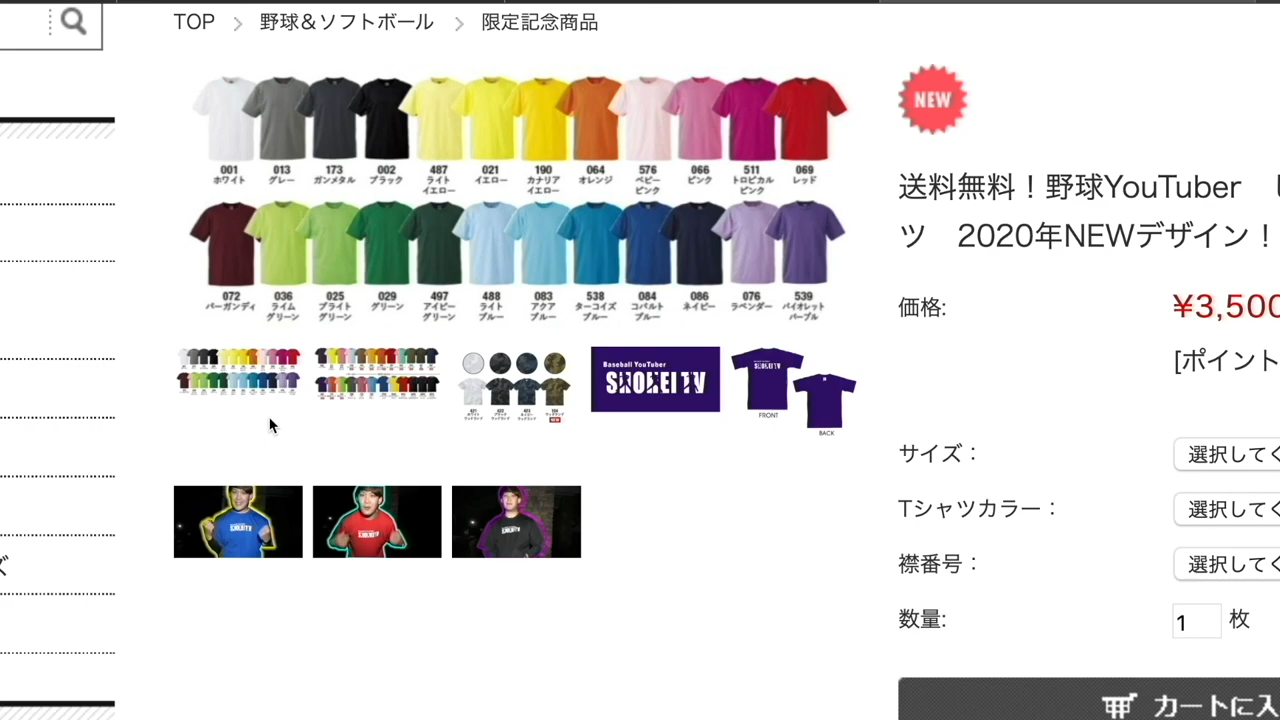 TOP > 野球＆ソフトボール > 限定記念商品
NEW
001 013 173 002 487 021 190 064 576 066 511 069
ホワイト グレー ガンメタル ブラック ライトイエロー イエロー カナリアイエロー オレンジ ベビーピンク ピンク トロピカルピンク レッド
072 036 025 029 497 488 083 538 084 086 076 539
バーガンディ ライムグリーン ブライトグリーン グリーン アイビーグリーン ライトブルー アクアブルー ターコイズブルー コバルトブルー ネイビー ラベンダー バイオレットパープル
Baseball YouTuber
SHOHEI TV
FRONT
BACK
送料無料！野球YouTuber
ツ 2020年NEWデザイン！
価格: ¥3,500
[ポイント
サイズ： 選択してく
Tシャツカラー： 選択してく
襟番号： 選択してく
数量: 1 枚
カートに入
ズ